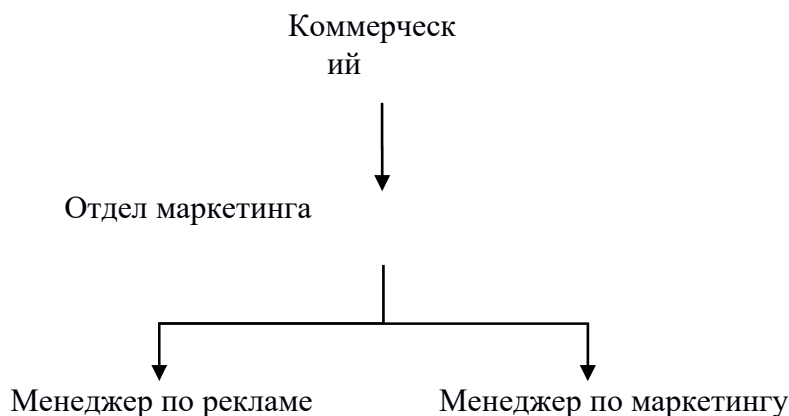 Коммерческ
ий
Отдел маркетинга
Менеджер по рекламе Менеджер по маркетингу